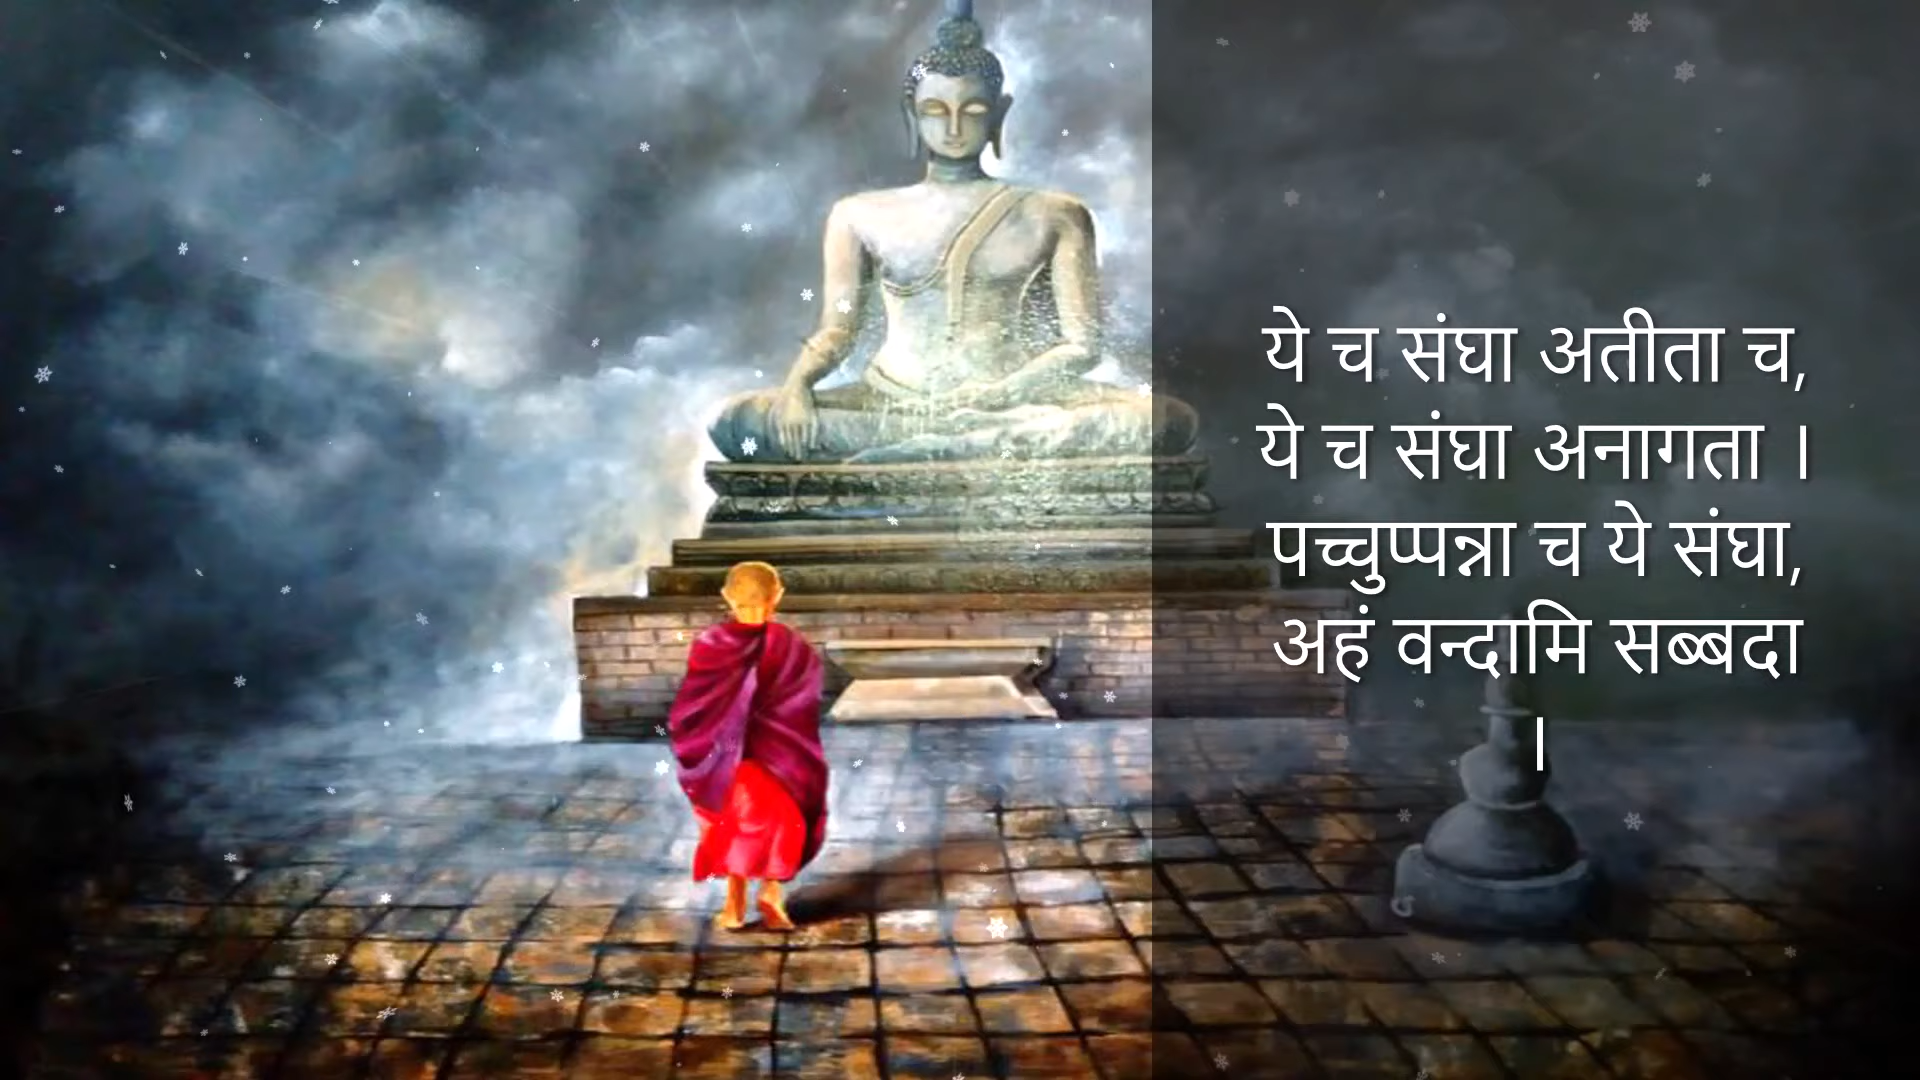 ये च संघा अतीता च,
ये च संघा अनागता ।
पच्चुप्पन्ना च ये संघा,
अहं वन्दामि सब्बदा
।